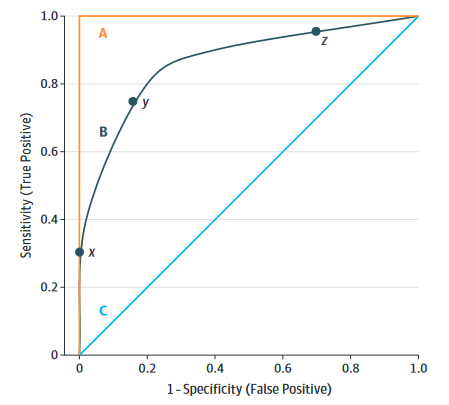 1.0
A
z
0.8
y
B
0.6
Sensitivity (True Positive)
0.4
x
0.2
C
0
0 0.2 0.4 0.6 0.8 1.0
1 - Specificity (False Positive)